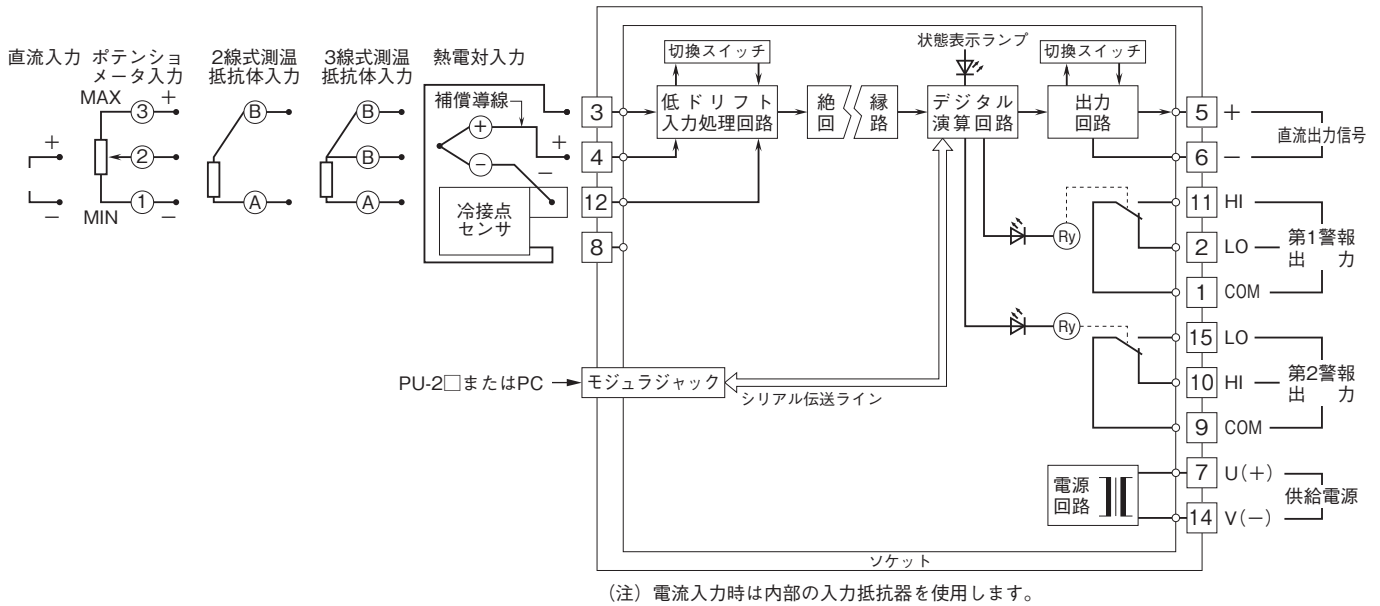 直流入力
ポテンショ
メータ入力
MAX
3
+
2
1
MIN
−
+
−
2線式測温
抵抗体入力
B
A
3線式測温
抵抗体入力
B
B
A
熱電対入力
補償導線
+
−
+
−
冷接点
センサ
3
4
12
8
切換スイッチ
低ドリフト
入力処理回路
絶縁
回路
状態表示ランプ
デジタル
演算回路
切換スイッチ
出力
回路
5 +
6 −
直流出力信号
Ry
11 HI
2 LO
1 COM
第1警報
出 力
Ry
15 LO
10 HI
9 COM
第2警報
出 力
PU-2□またはPC
モジュラジャック
シリアル伝送ライン
電源
回路
7 U(+)
14 V(−)
供給電源
ソケット
(注)電流入力時は内部の入力抵抗器を使用します。